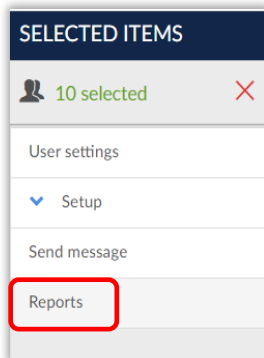 SELECTED ITEMS
10 selected
User settings
Setup
Send message
Reports